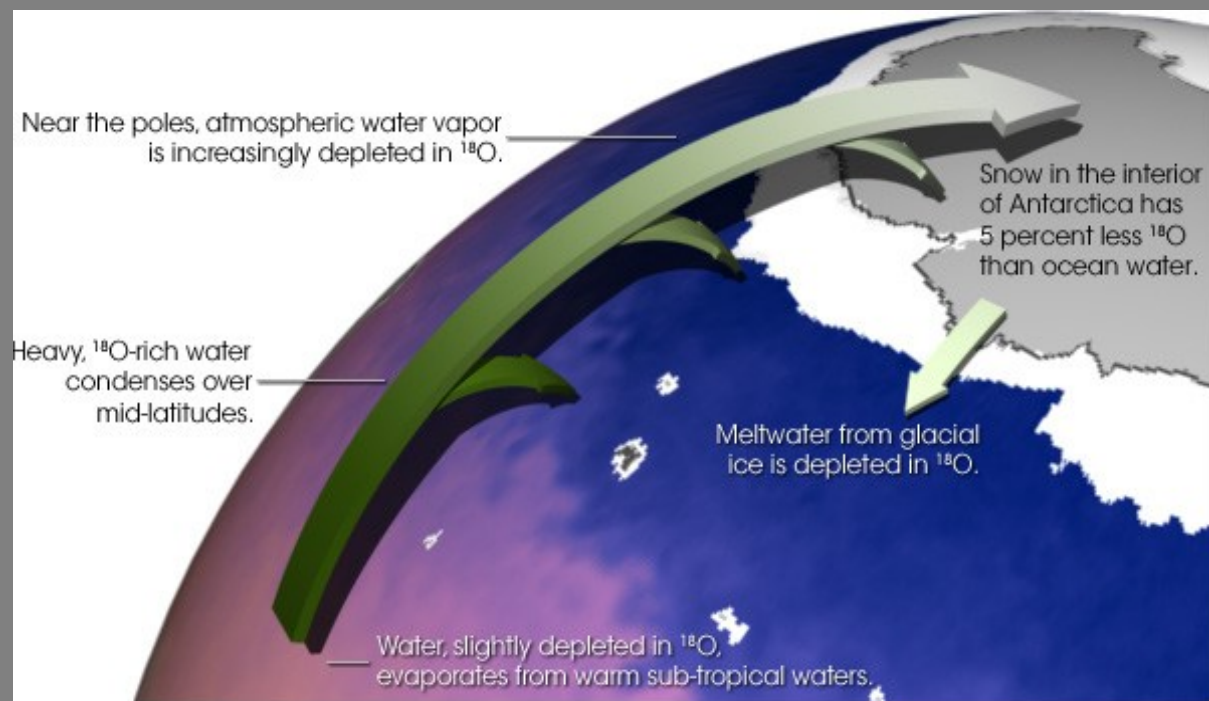 Near the poles, atmospheric water vapor
is increasingly depleted in ¹⁸O.
Snow in the interior
of Antarctica has
5 percent less ¹⁸O
than ocean water.
Heavy, ¹⁸O-rich water
condenses over
mid-latitudes.
Meltwater from glacial
ice is depleted in ¹⁸O.
Water, slightly depleted in ¹⁸O,
evaporates from warm sub-tropical waters.